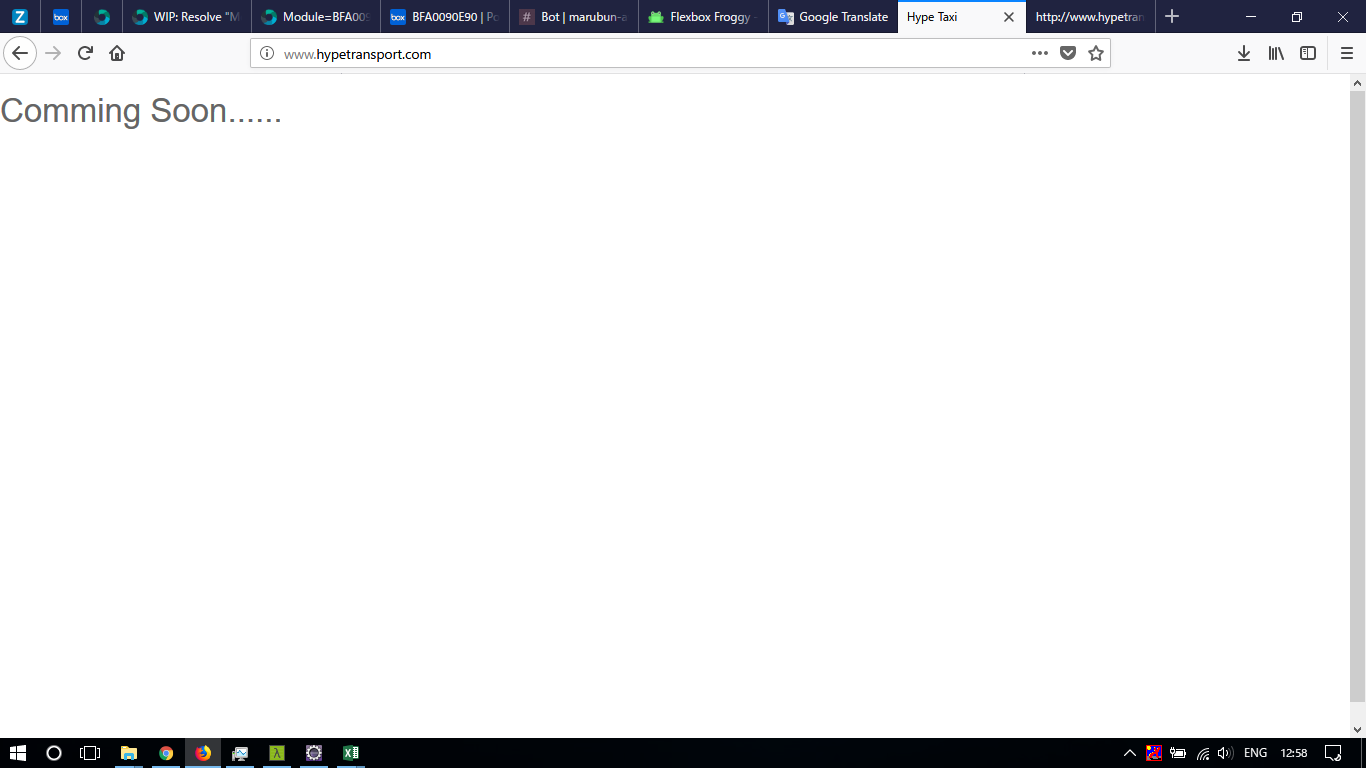 Z
box
WIP: Resolve "M
Module=BFA009
box BFA0090E90 | Po
# Bot | marubun-a
Flexbox Froggy -
Google Translate
Hype Taxi
http://www.hypetran
www.hypetransport.com
Comming Soon......
ENG 12:58